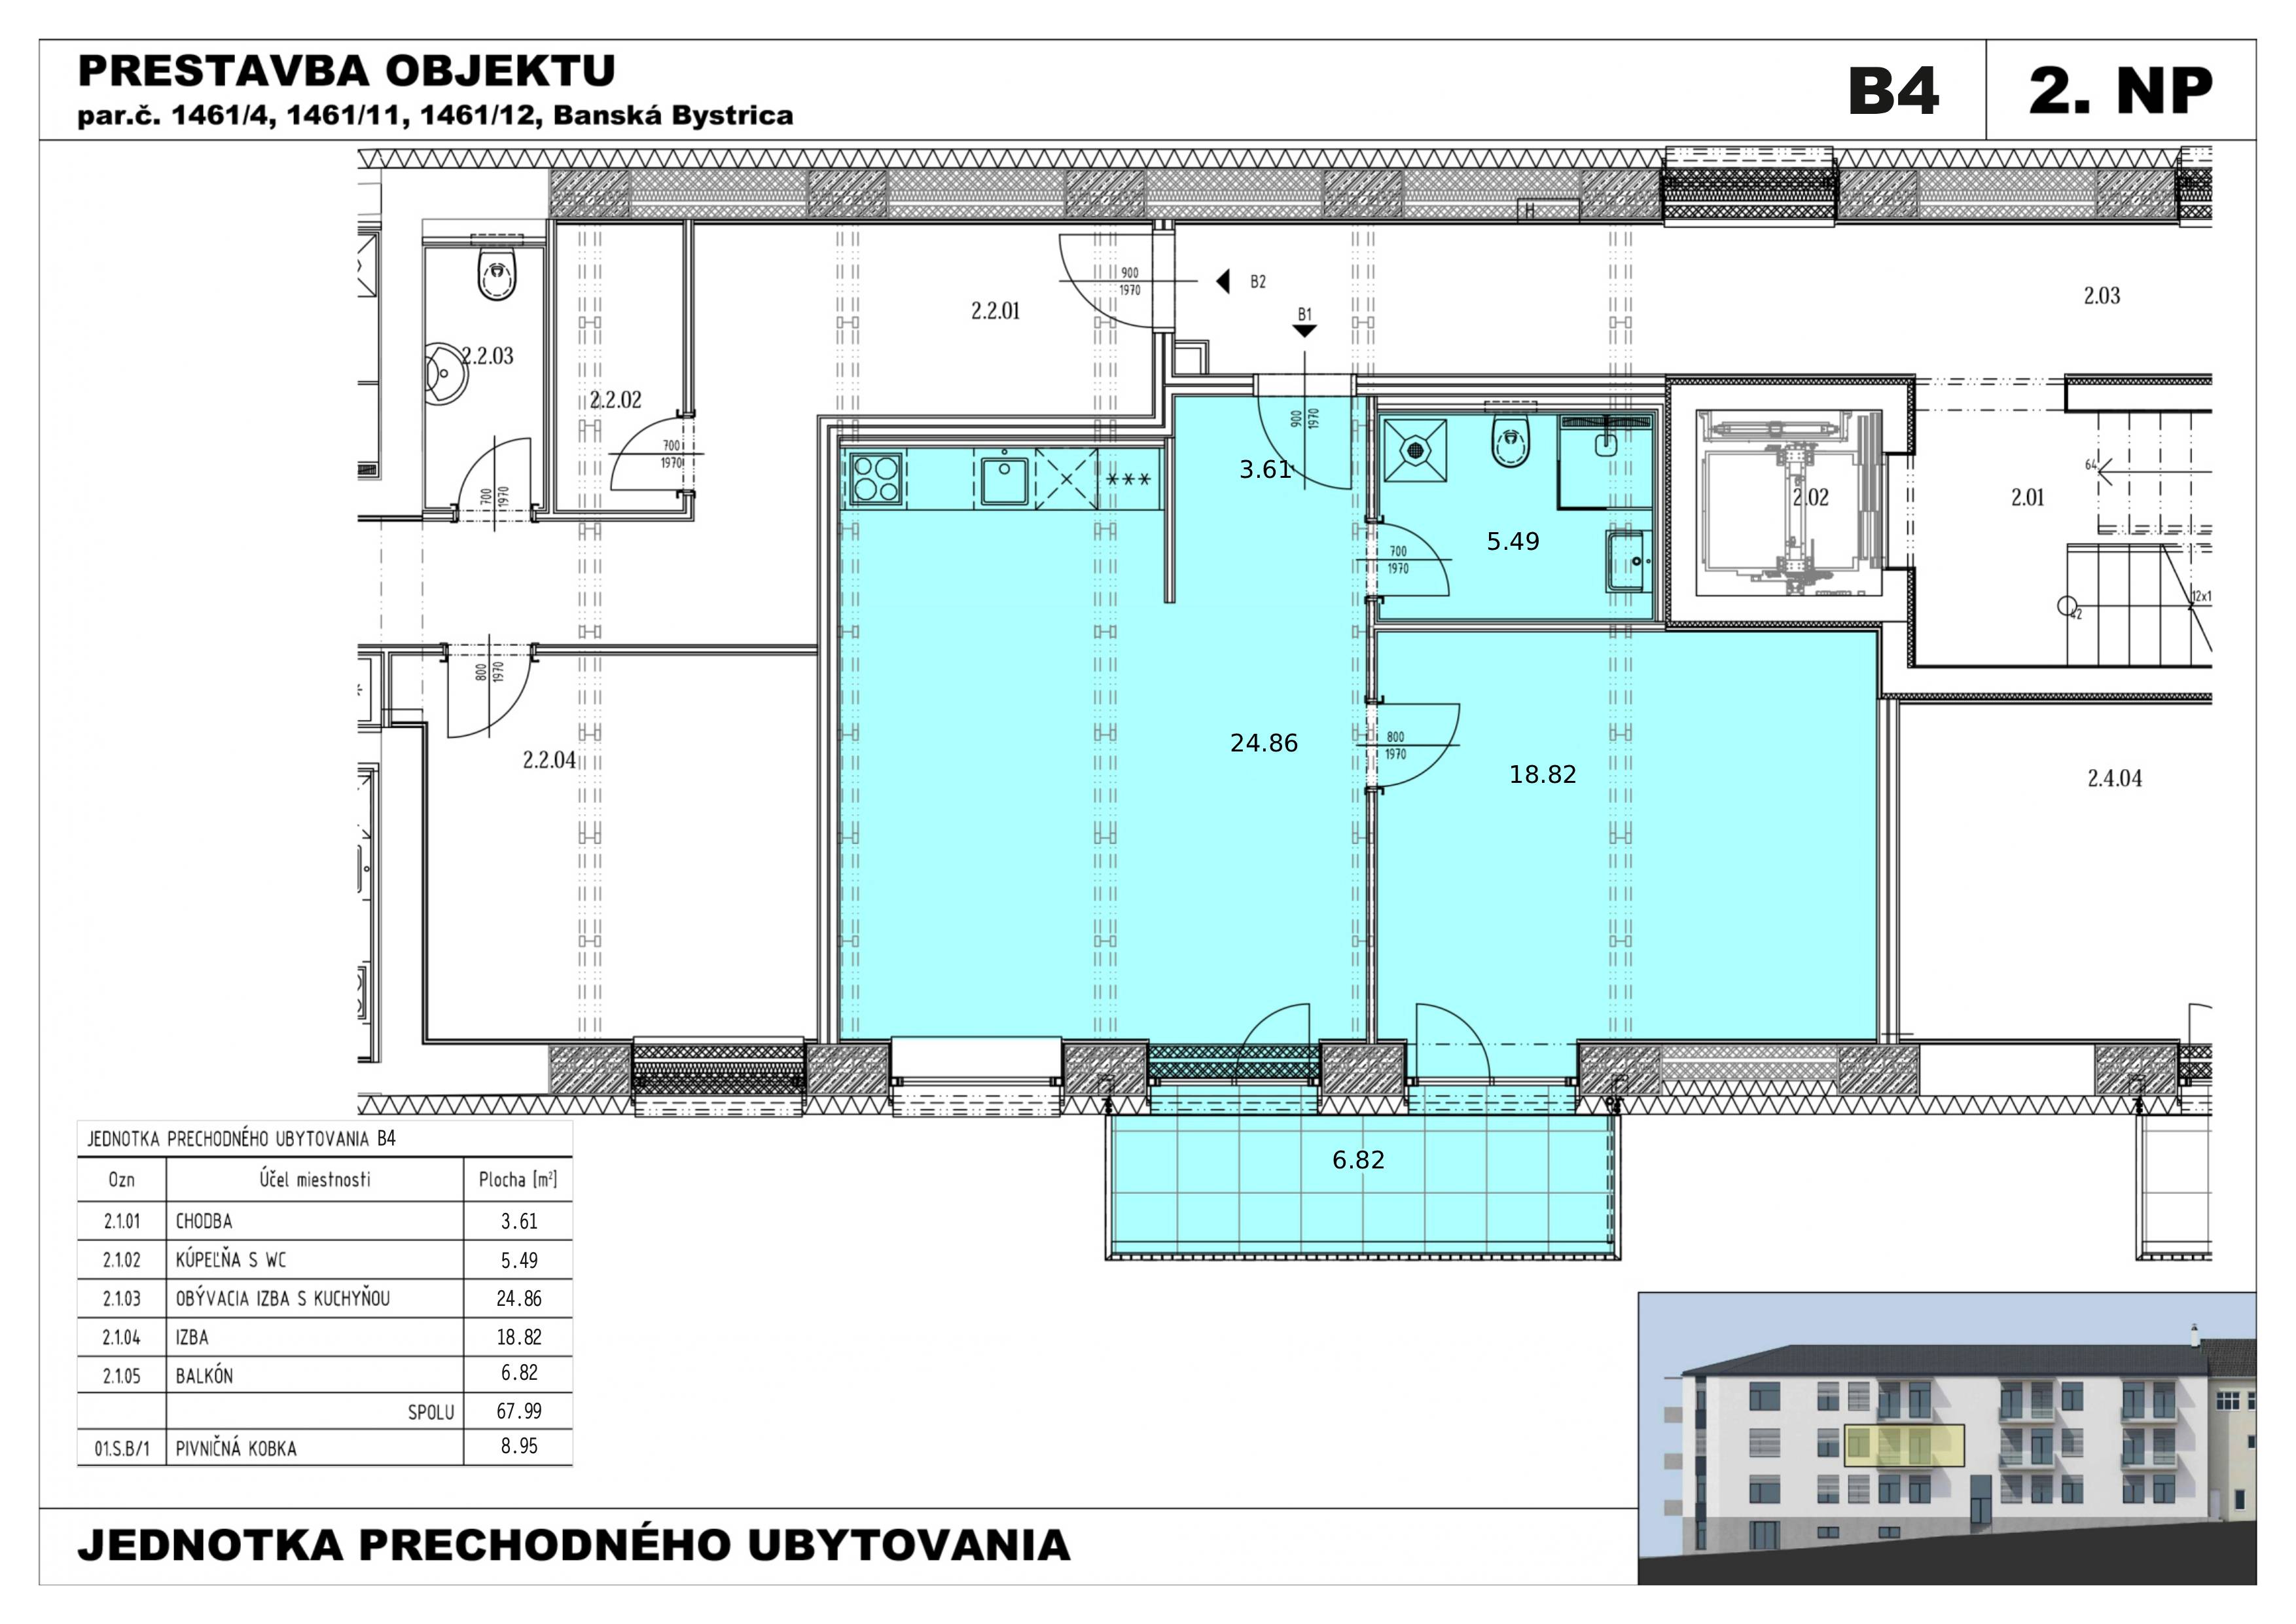 PRESTAVBA OBJEKTU
par.č. 1461/4, 1461/11, 1461/12, Banská Bystrica
B4
2. NP
H
900
1970
B2
B1
2.2.01
2.03
2.2.03
2.2.02
900
1970
700
1970
700
1970
3.61
***
5.49
2.02
2.01
64
700
1970
12x1
42
800
1970
2.2.04
24.86
800
1970
18.82
2.4.04
6.82
JEDNOTKA PRECHODNÉHO UBYTOVANIA B4
Ozn Účel miestnosti Plocha [m²]
2.1.01 CHODBA 3.61
2.1.02 KÚPEĽŇA S WC 5.49
2.1.03 OBÝVACIA IZBA S KUCHYŇOU 24.86
2.1.04 IZBA 18.82
2.1.05 BALKÓN 6.82
SPOLU 67.99
01.S.B/1 PIVNIČNÁ KOBKA 8.95
JEDNOTKA PRECHODNÉHO UBYTOVANIA